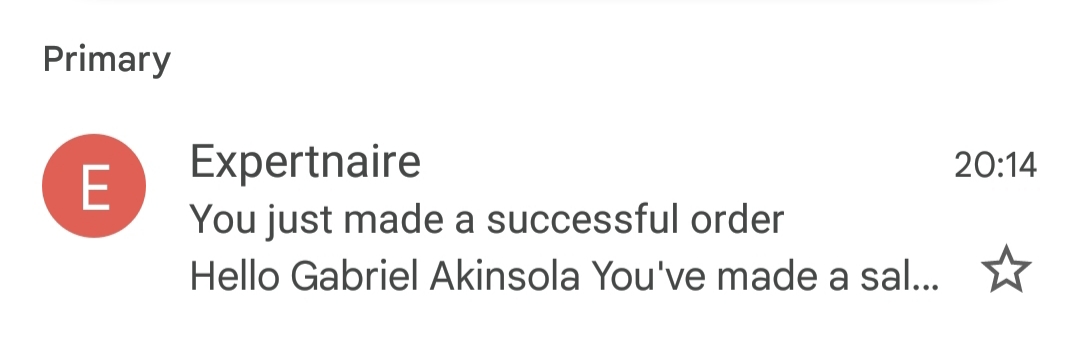 Primary
E
Expertnaire
20:14
You just made a successful order
Hello Gabriel Akinsola You've made a sal...